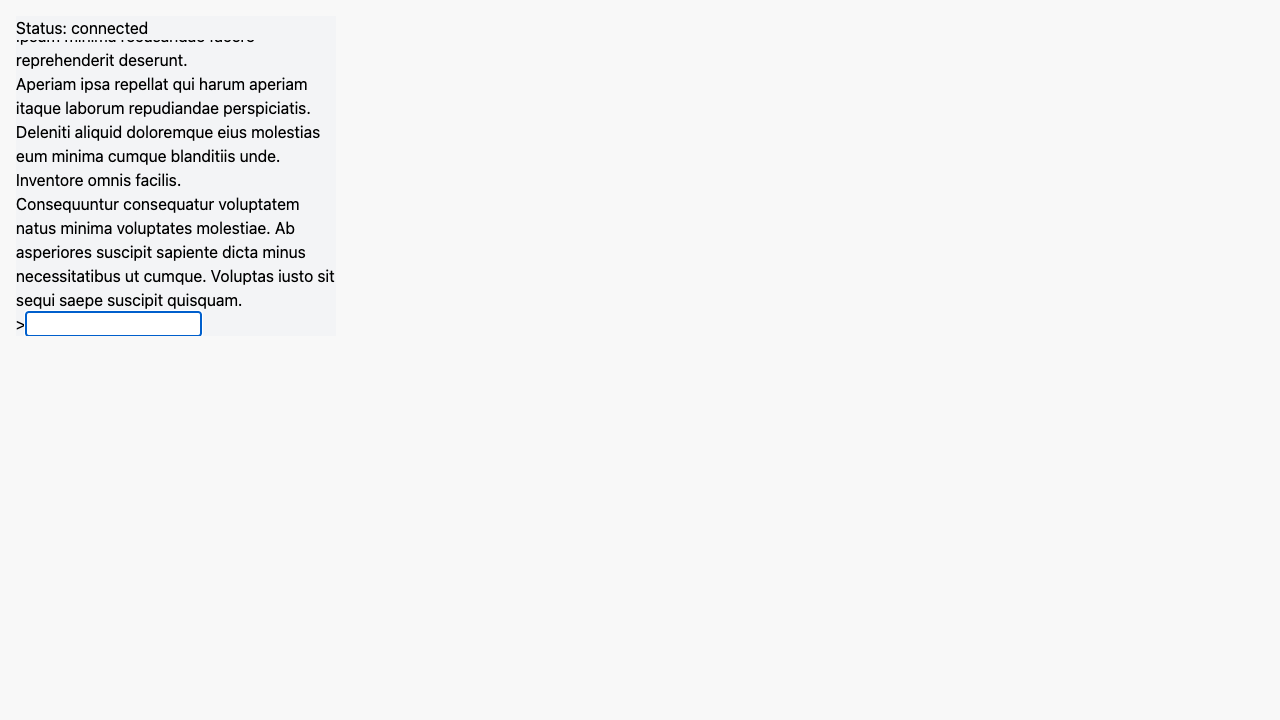 Status: connected
reprehenderit deserunt.
Aperiam ipsa repellat qui harum aperiam
itaque laborum repudiandae perspiciatis.
Deleniti aliquid doloremque eius molestias
eum minima cumque blanditiis unde.
Inventore omnis facilis.
Consequuntur consequatur voluptatem
natus minima voluptates molestiae. Ab
asperiores suscipit sapiente dicta minus
necessitatibus ut cumque. Voluptas iusto sit
sequi saepe suscipit quisquam.
>